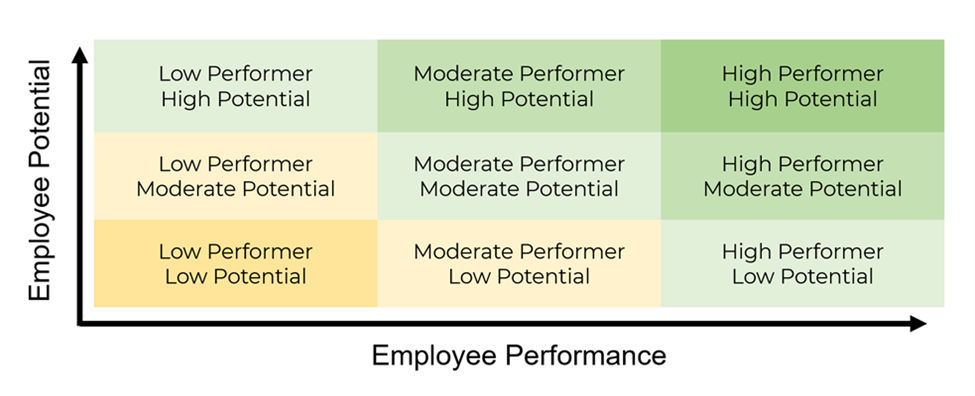 Employee Potential
Low Performer
High Potential
Moderate Performer
High Potential
High Performer
High Potential
Low Performer
Moderate Potential
Moderate Performer
Moderate Potential
High Performer
Moderate Potential
Low Performer
Low Potential
Moderate Performer
Low Potential
High Performer
Low Potential
Employee Performance